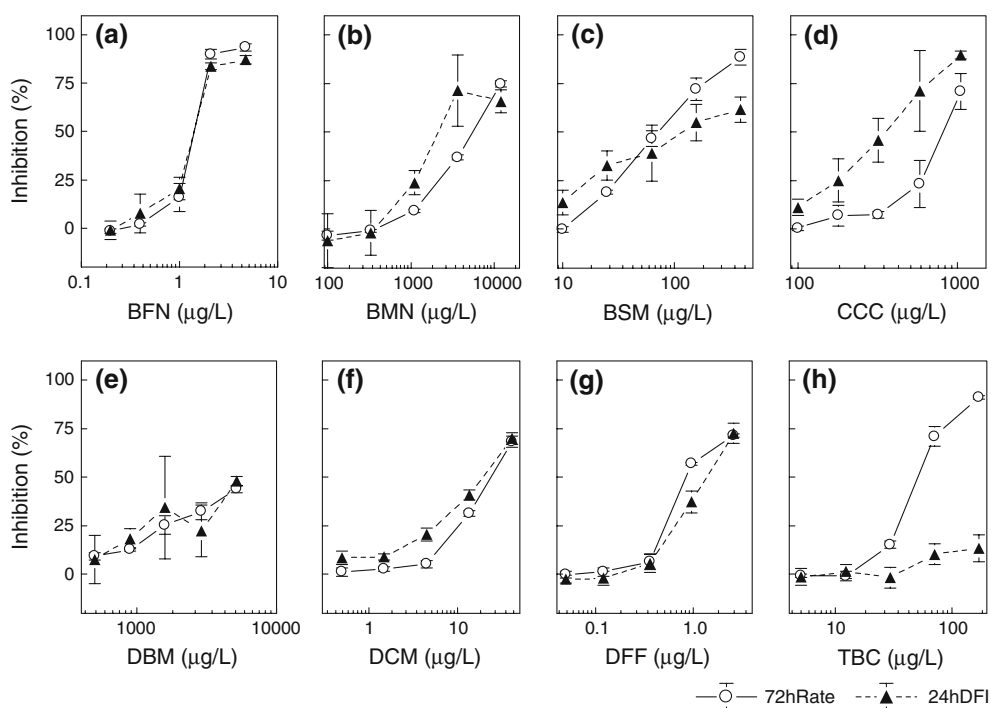 (a) (b) (c) (d)
Inhibition (%)
100
75
50
25
0
0.1 1 10 100 1000 10000 10 100 100 1000
BFN (µg/L) BMN (µg/L) BSM (µg/L) CCC (µg/L)
(e) (f) (g) (h)
Inhibition (%)
100
75
50
25
0
1000 10000 1 10 0.1 1.0 10 100
DBM (µg/L) DCM (µg/L) DFF (µg/L) TBC (µg/L)
72hRate 24hDFI